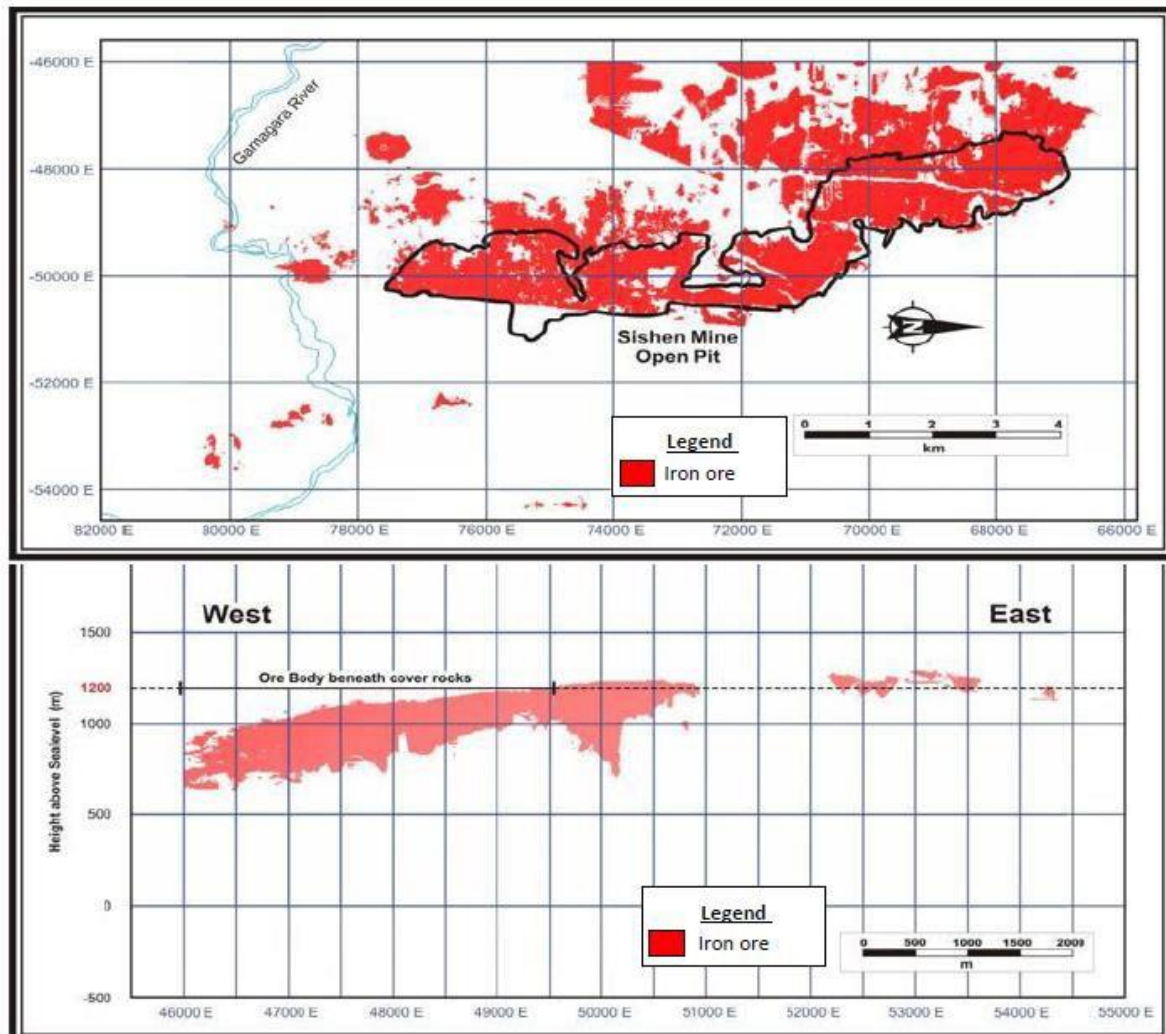 -46000 E
-48000 E
-50000 E
-52000 E
-54000 E
Gamagara River
Sishen Mine
Open Pit
N
Legend
Iron ore
0 1 2 3 4
km
82000 E 80000 E 78000 E 76000 E 74000 E 72000 E 70000 E 68000 E 66000 E
West
East
1500
1200
1000
500
0
-500
Height above Sealevel (m)
Ore Body beneath cover rocks
Legend
Iron ore
0 500 1000 1500 2000
m
46000 E 47000 E 48000 E 49000 E 50000 E 51000 E 52000 E 53000 E 54000 E 55000 E